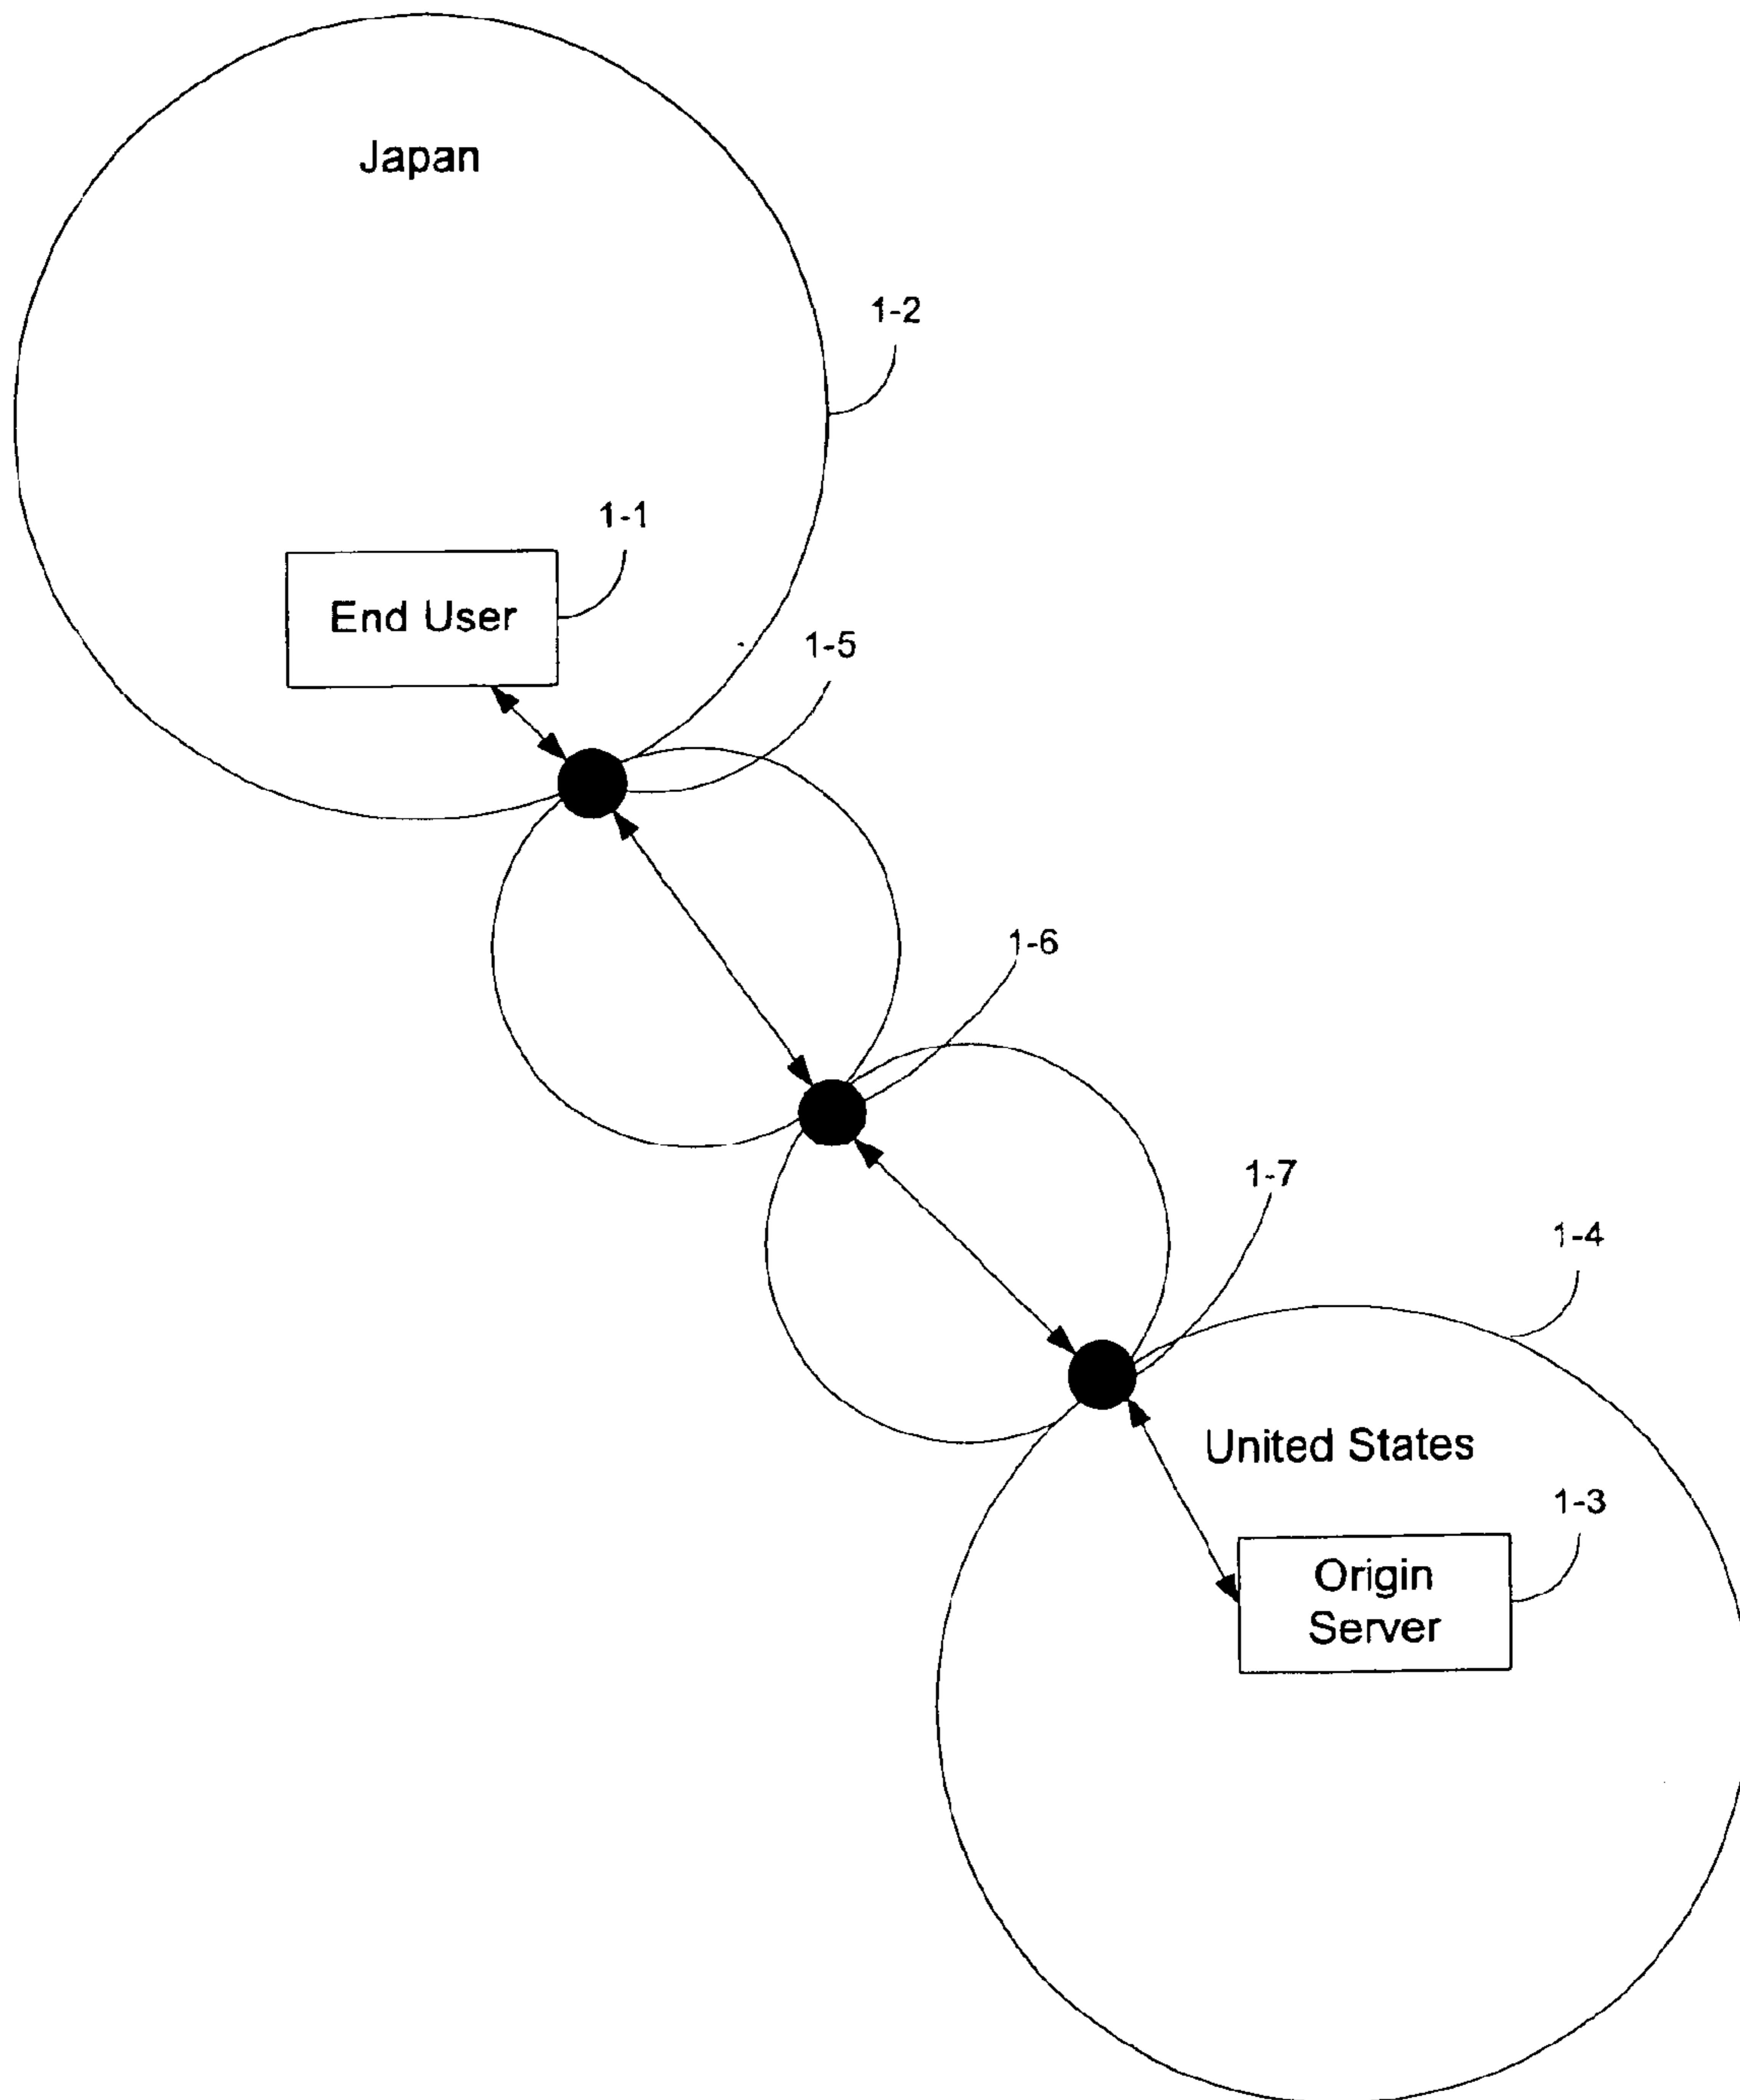 Japan
1-2
1-1
End User
1-5
1-6
1-7
1-4
United States
1-3
Origin
Server